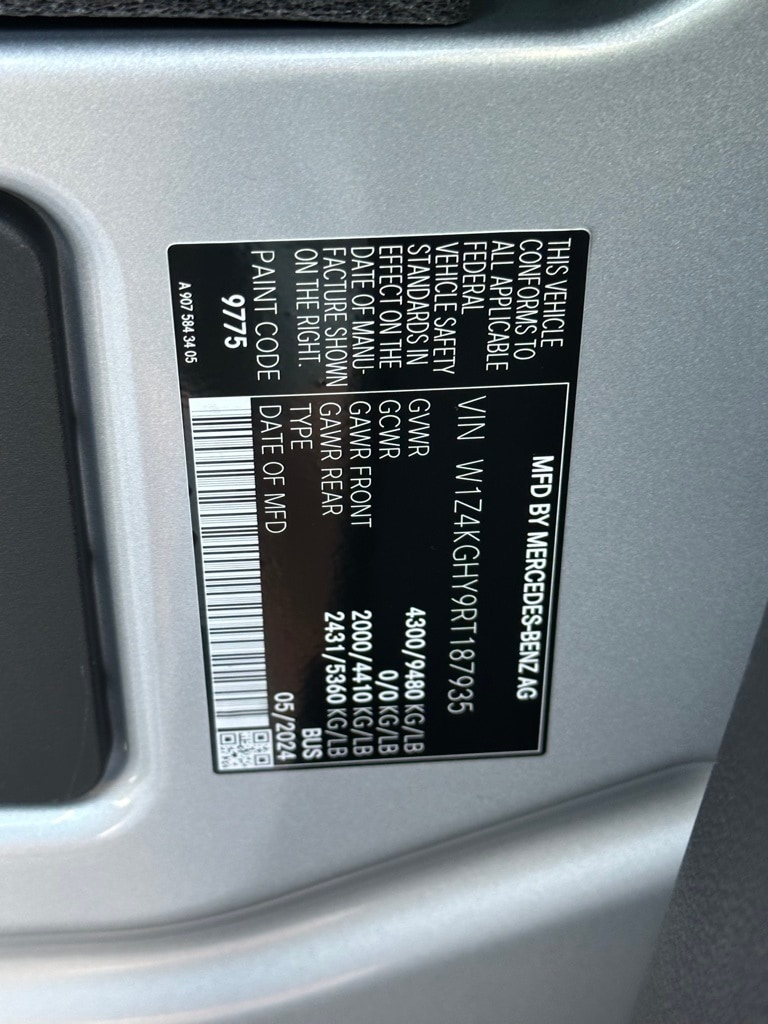 MFD BY MERCEDES-BENZ AG
THIS VEHICLE
CONFORMS TO
ALL APPLICABLE
FEDERAL
VEHICLE SAFETY
STANDARDS IN
EFFECT ON THE
DATE OF MANU-
FACTURE SHOWN
ON THE RIGHT.
PAINT CODE
9775
VIN W1Z4KGHY9RT187935
GVWR 4300/9480 KG/LB
GCWR 0/0 KG/LB
GAWR FRONT 2000/4410 KG/LB
GAWR REAR 2431/5360 KG/LB
TYPE BUS
DATE OF MFD 05/2024
A 907 584 34 05